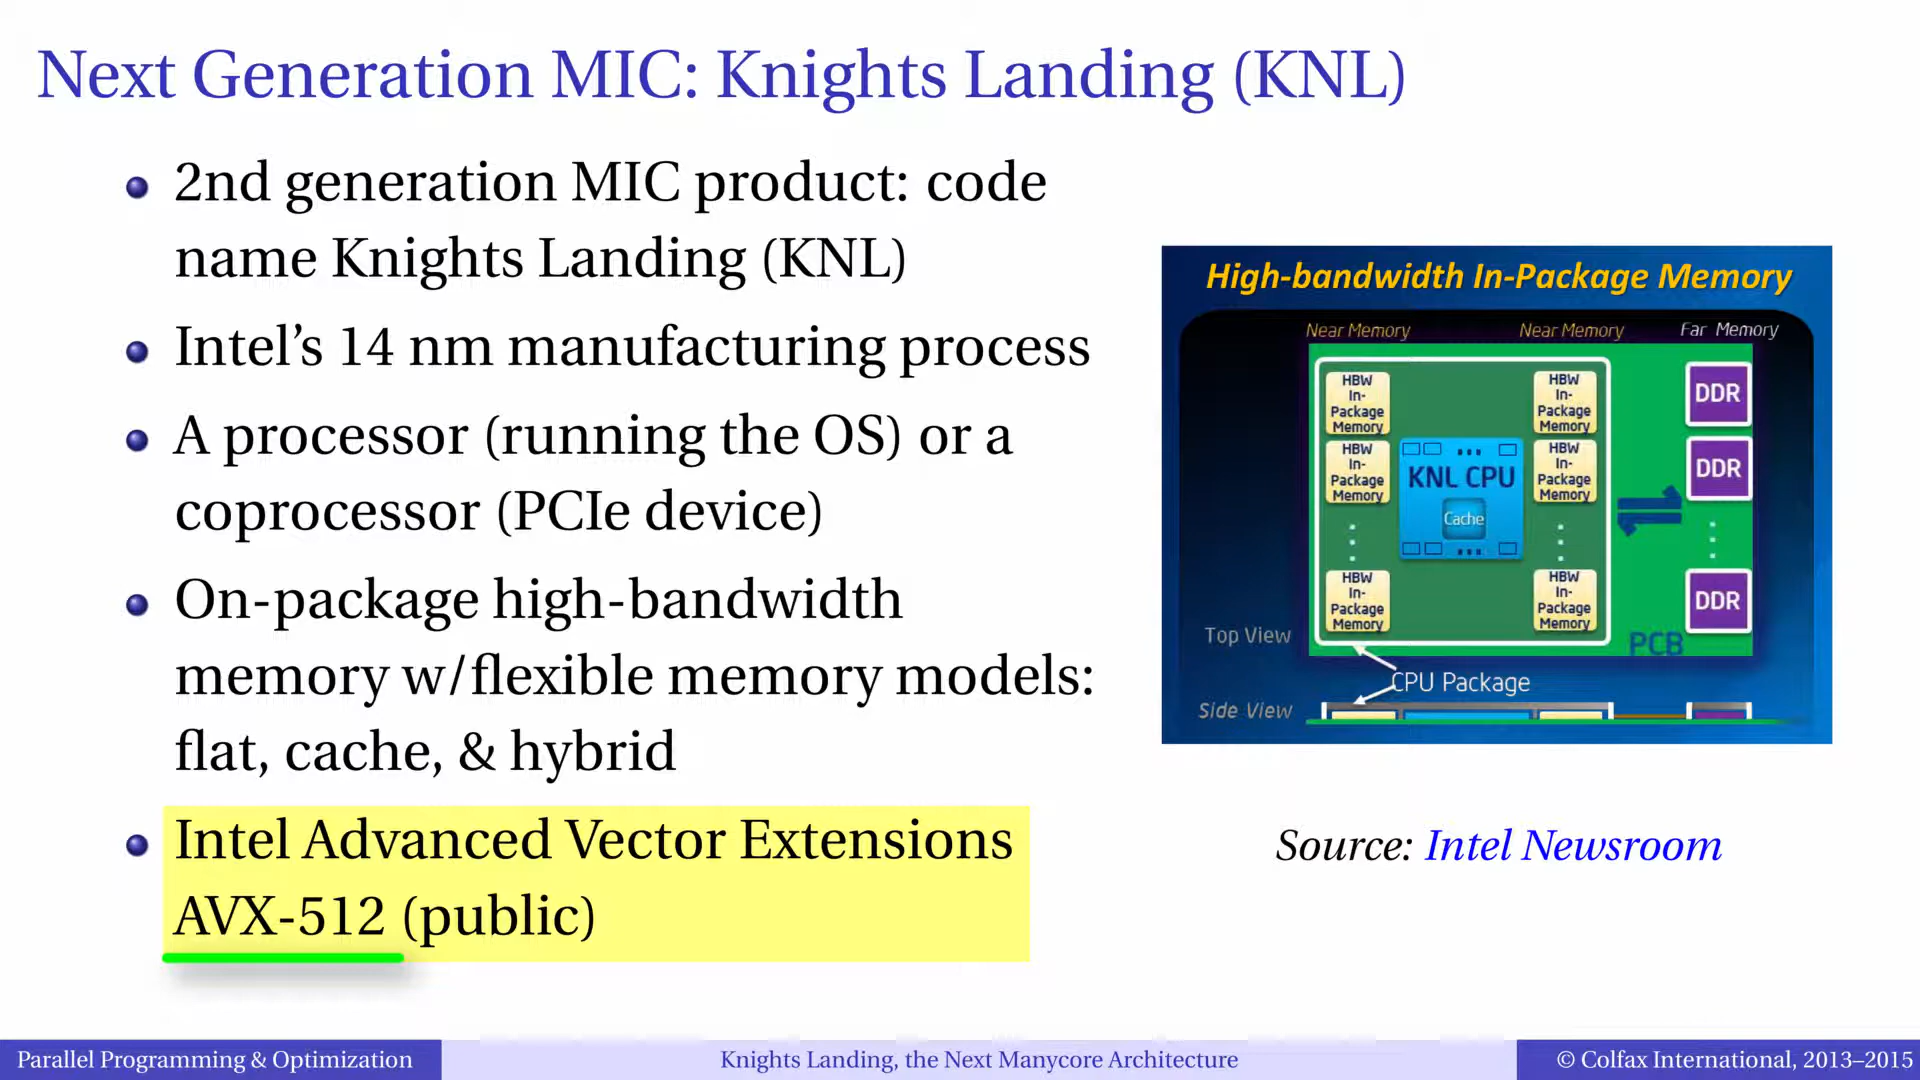 Next Generation MIC: Knights Landing (KNL)
2nd generation MIC product: code
name Knights Landing (KNL)
Intel’s 14 nm manufacturing process
A processor (running the OS) or a
coprocessor (PCIe device)
On-package high-bandwidth
memory w/flexible memory models:
flat, cache, & hybrid
Intel Advanced Vector Extensions
AVX-512 (public)
High-bandwidth In-Package Memory
Near Memory
Near Memory
Far Memory
HBW
In-
Package
Memory
HBW
In-
Package
Memory
DDR
HBW
In-
Package
Memory
KNL CPU
Cache
HBW
In-
Package
Memory
DDR
HBW
In-
Package
Memory
HBW
In-
Package
Memory
DDR
Top View
PCB
CPU Package
Side View
Source: Intel Newsroom
Parallel Programming & Optimization
Knights Landing, the Next Manycore Architecture
© Colfax International, 2013–2015